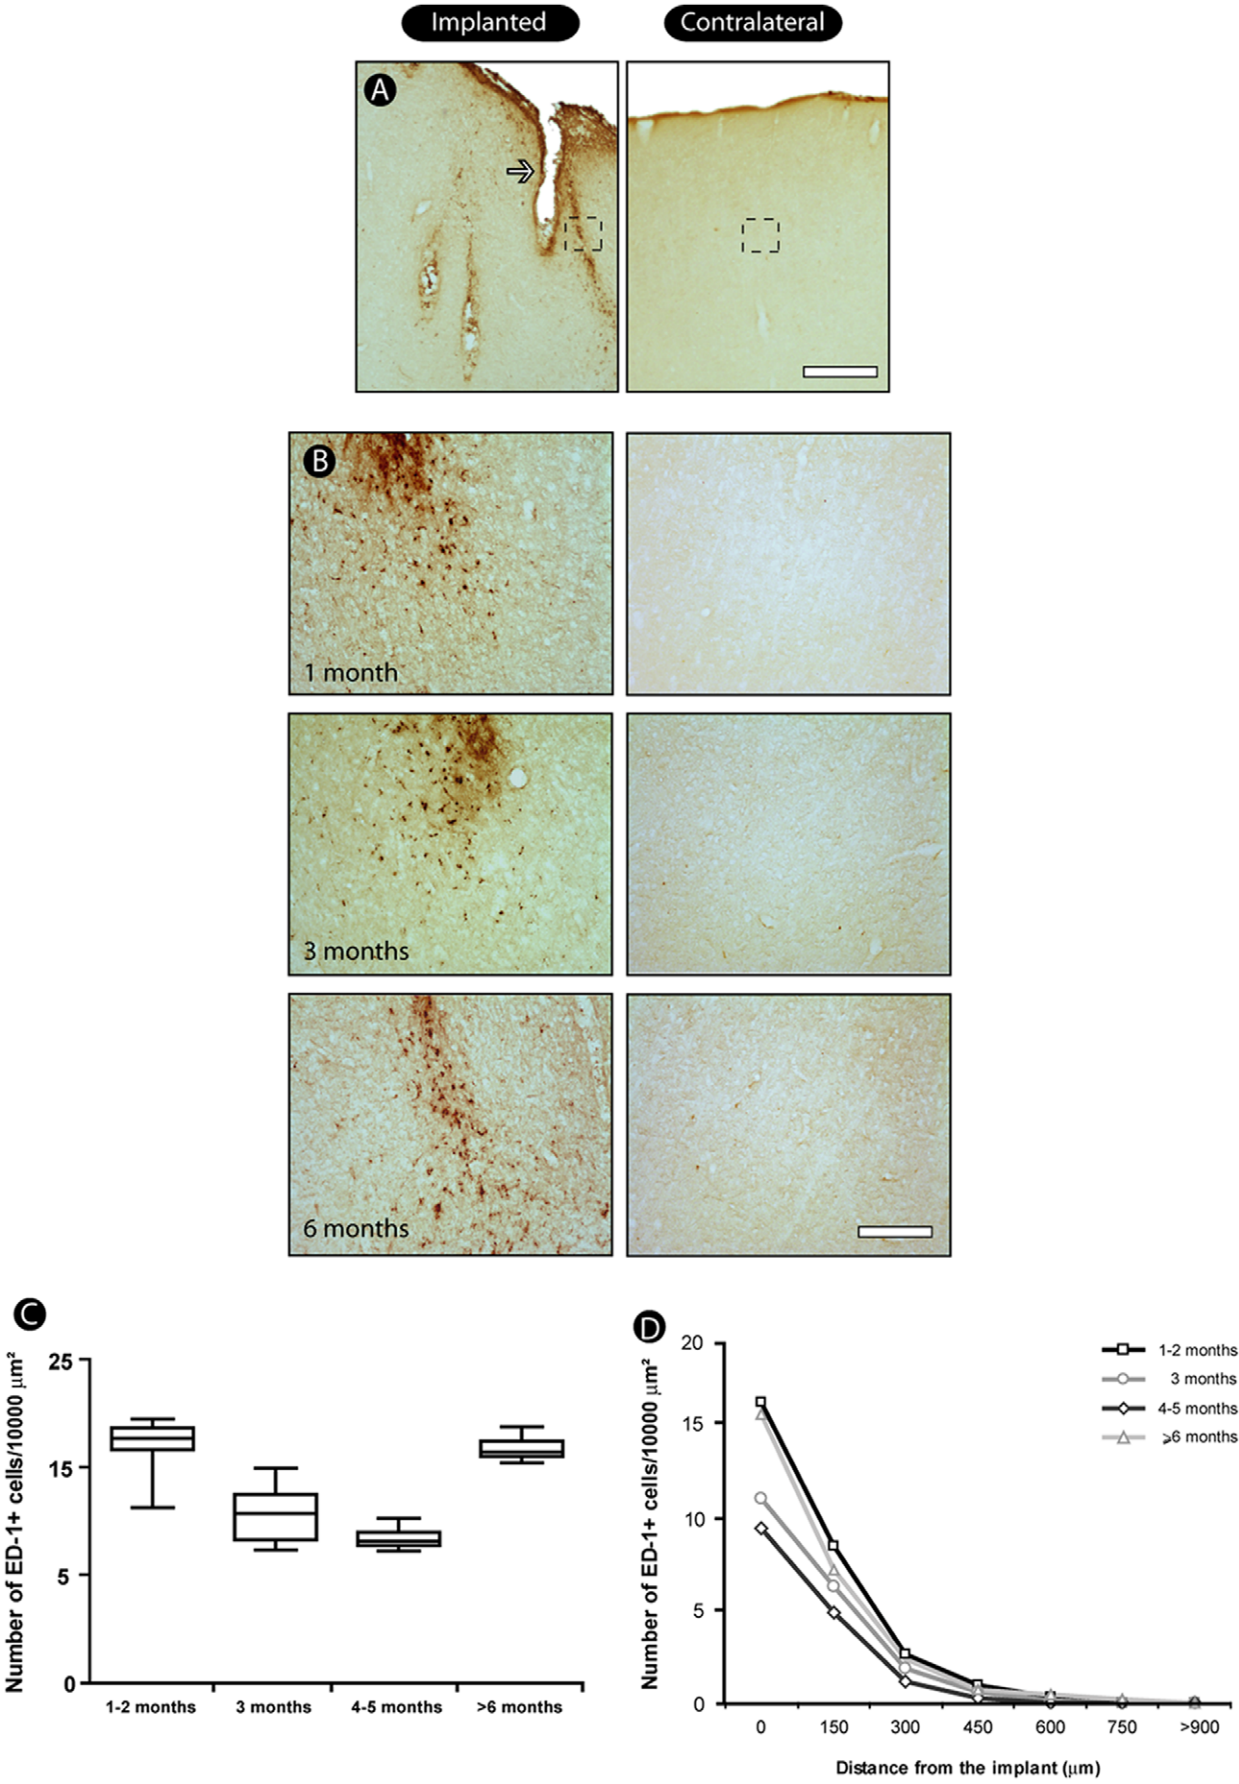 Implanted
Contralateral
A
B
1 month
3 months
6 months
C
Number of ED-1+ cells/10000 µm²
25
15
5
0
1-2 months
3 months
4-5 months
>6 months
D
Number of ED-1+ cells/10000 µm²
20
15
10
5
0
1-2 months
3 months
4-5 months
⩾6 months
0
150
300
450
600
750
>900
Distance from the implant (µm)